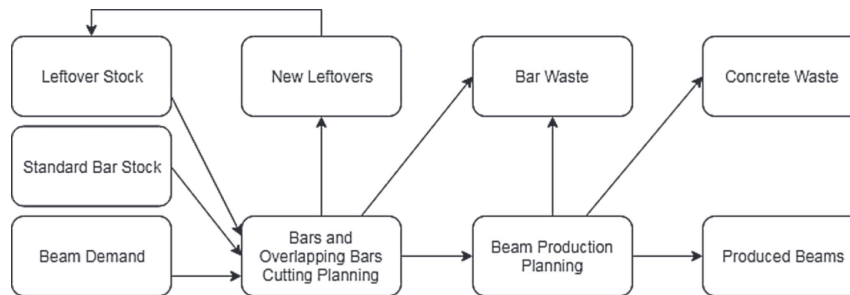 Leftover Stock
New Leftovers
Bar Waste
Concrete Waste
Standard Bar Stock
Beam Demand
Bars and
Overlapping Bars
Cutting Planning
Beam Production
Planning
Produced Beams